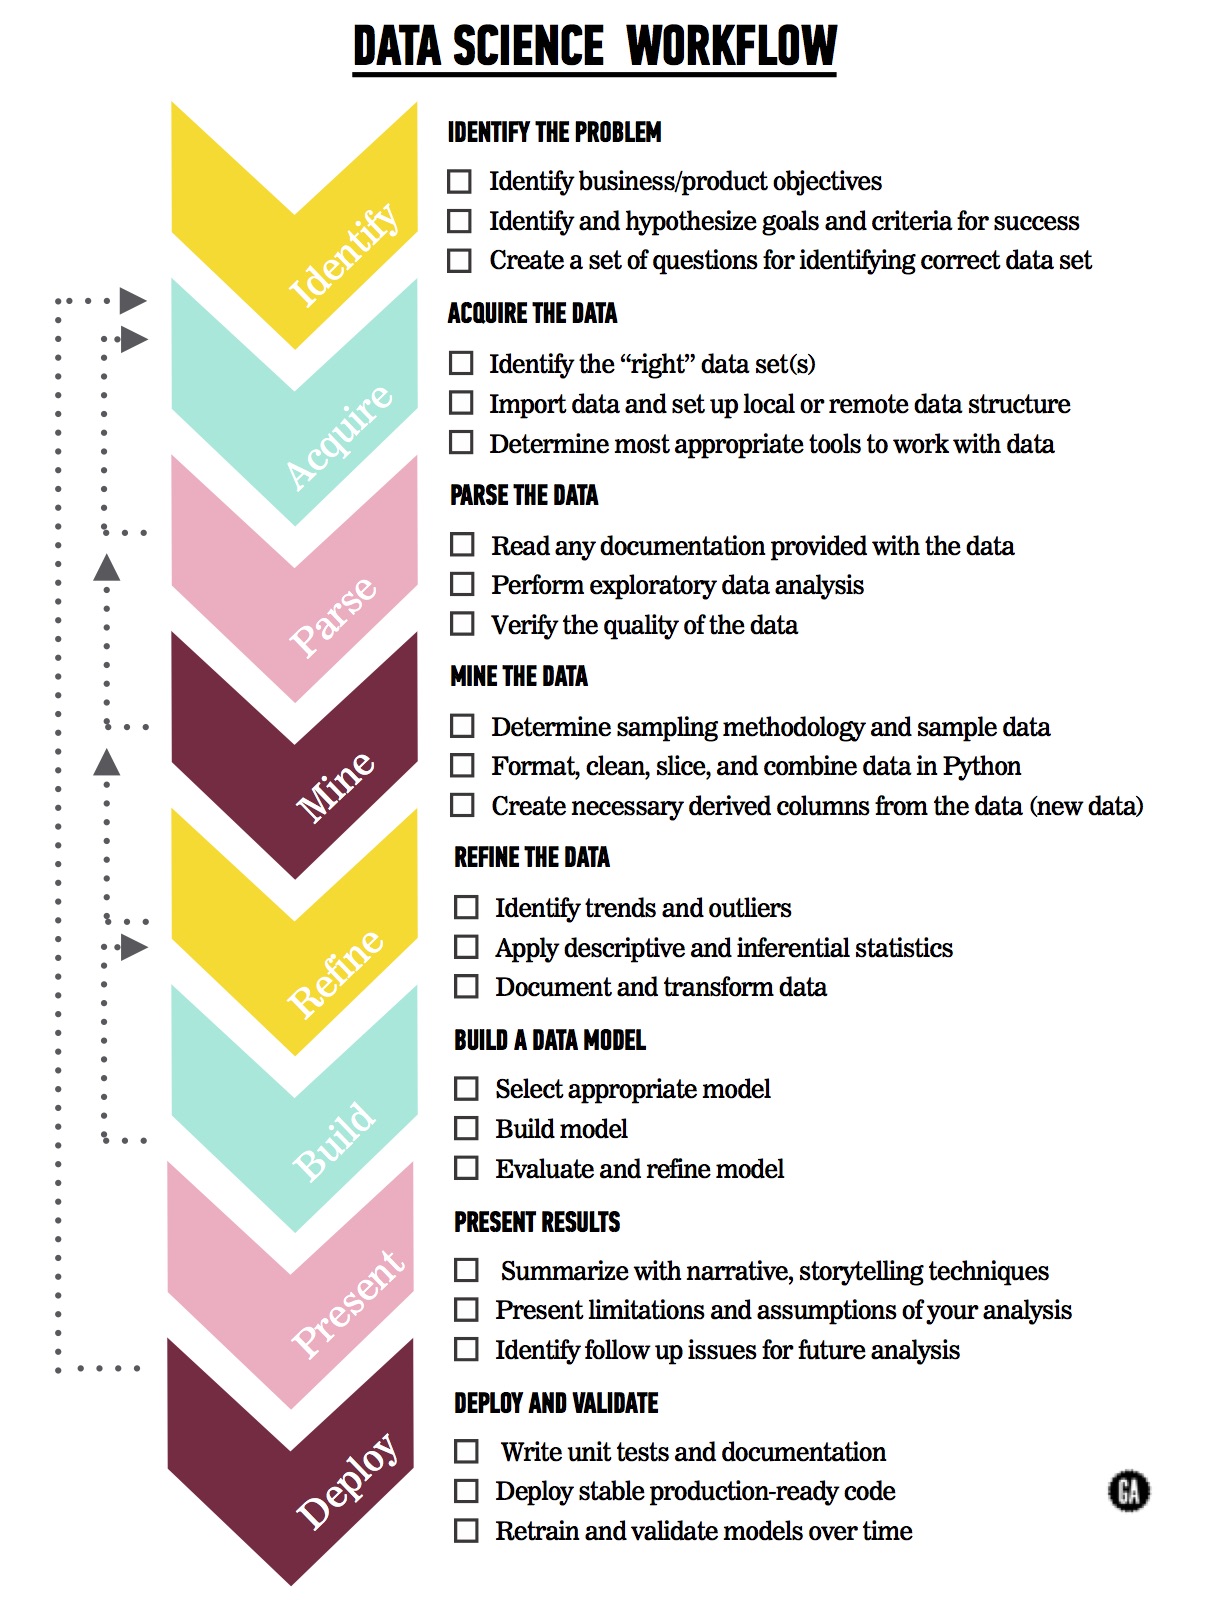 DATA SCIENCE WORKFLOW
Identify
IDENTIFY THE PROBLEM
Identify business/product objectives
Identify and hypothesize goals and criteria for success
Create a set of questions for identifying correct data set
Acquire
ACQUIRE THE DATA
Identify the “right” data set(s)
Import data and set up local or remote data structure
Determine most appropriate tools to work with data
Parse
PARSE THE DATA
Read any documentation provided with the data
Perform exploratory data analysis
Verify the quality of the data
Mine
MINE THE DATA
Determine sampling methodology and sample data
Format, clean, slice, and combine data in Python
Create necessary derived columns from the data (new data)
Refine
REFINE THE DATA
Identify trends and outliers
Apply descriptive and inferential statistics
Document and transform data
Build
BUILD A DATA MODEL
Select appropriate model
Build model
Evaluate and refine model
Present
PRESENT RESULTS
Summarize with narrative, storytelling techniques
Present limitations and assumptions of your analysis
Identify follow up issues for future analysis
Deploy
DEPLOY AND VALIDATE
Write unit tests and documentation
Deploy stable production-ready code
Retrain and validate models over time
GA